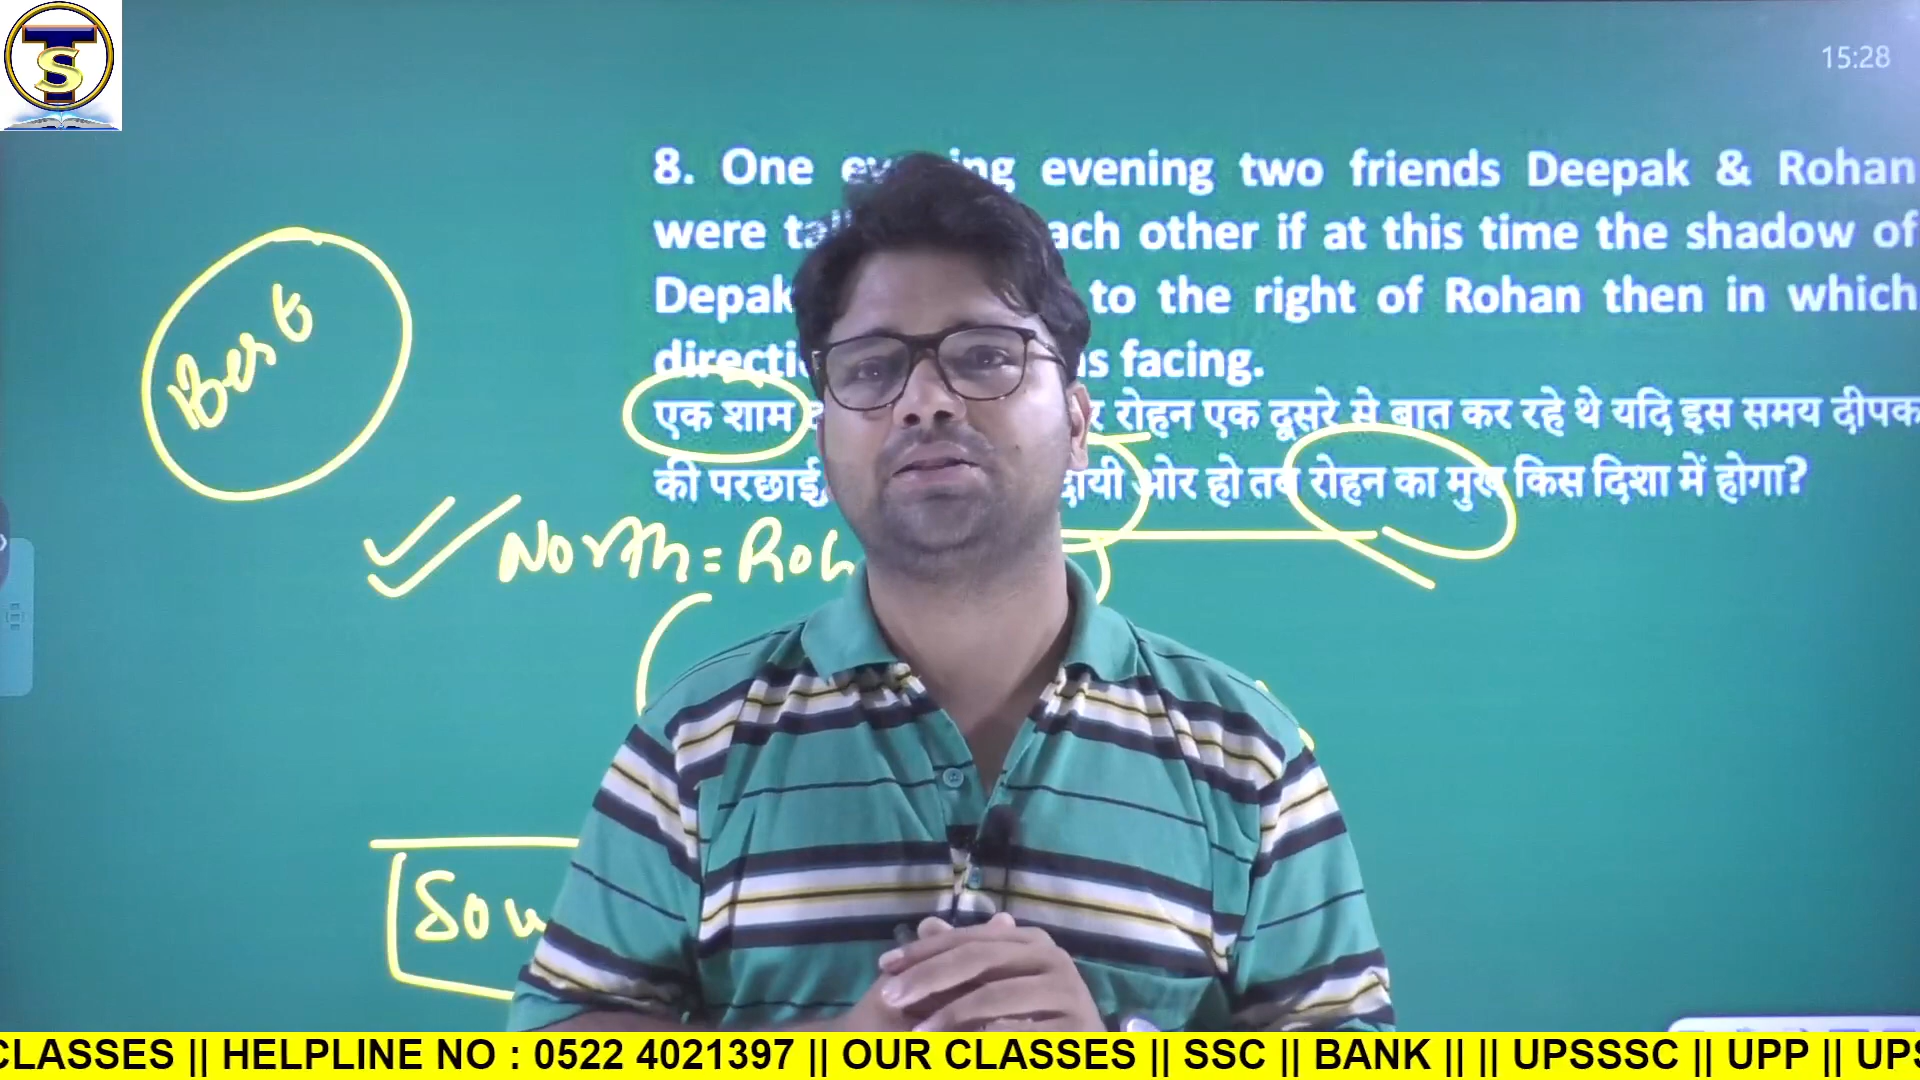 TS
15:28
8. One evening evening two friends Deepak & Rohan
were each other if at this time the shadow of
Depak to the right of Rohan then in which
facing.
एक शाम रोहन एक दूसरे से बात कर रहे थे यदि इस समय दीपक
की परछाई दायी ओर हो तब रोहन का मुख किस दिशा में होगा?
Best
North = Roh
Sou
CLASSES || HELPLINE NO : 0522 4021397 || OUR CLASSES || SSC || BANK || || UPSSSC || UPP || UPS